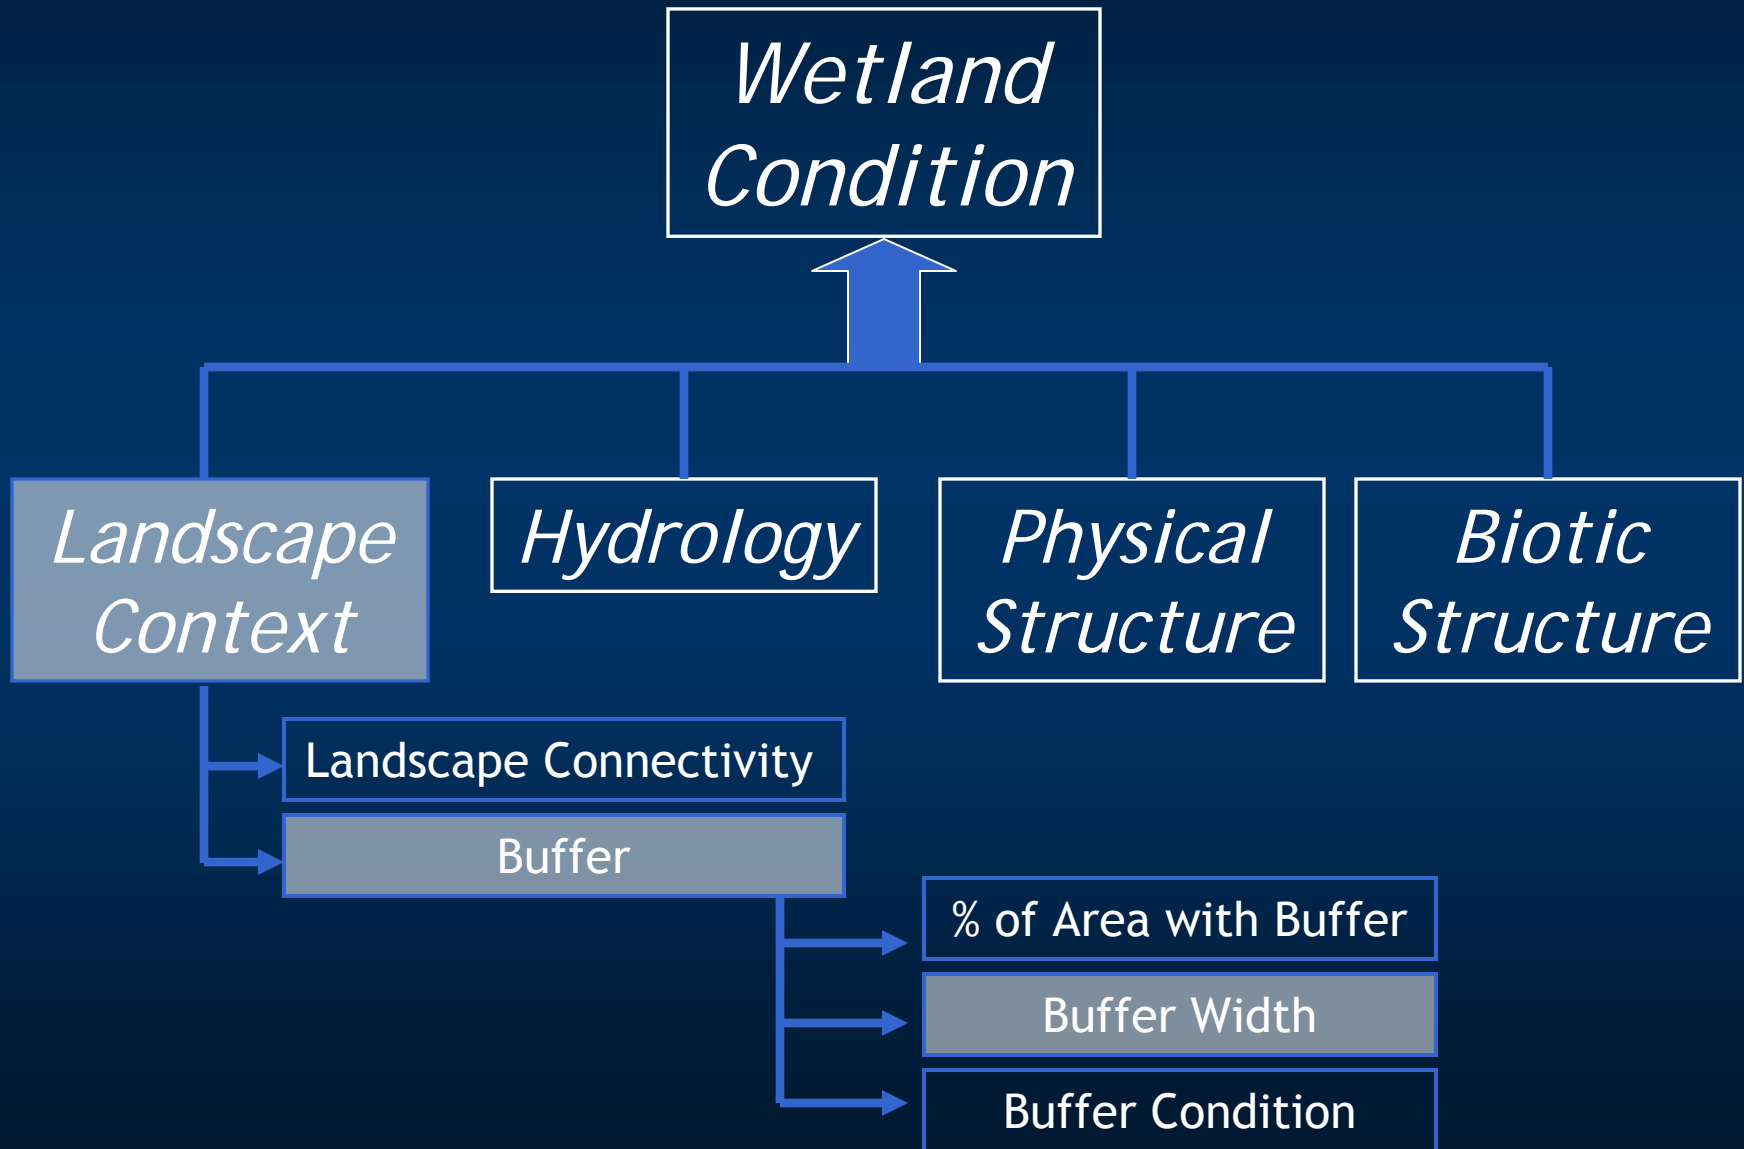 Wetland
Condition
Landscape
Context
Hydrology
Physical
Structure
Biotic
Structure
Landscape Connectivity
Buffer
% of Area with Buffer
Buffer Width
Buffer Condition